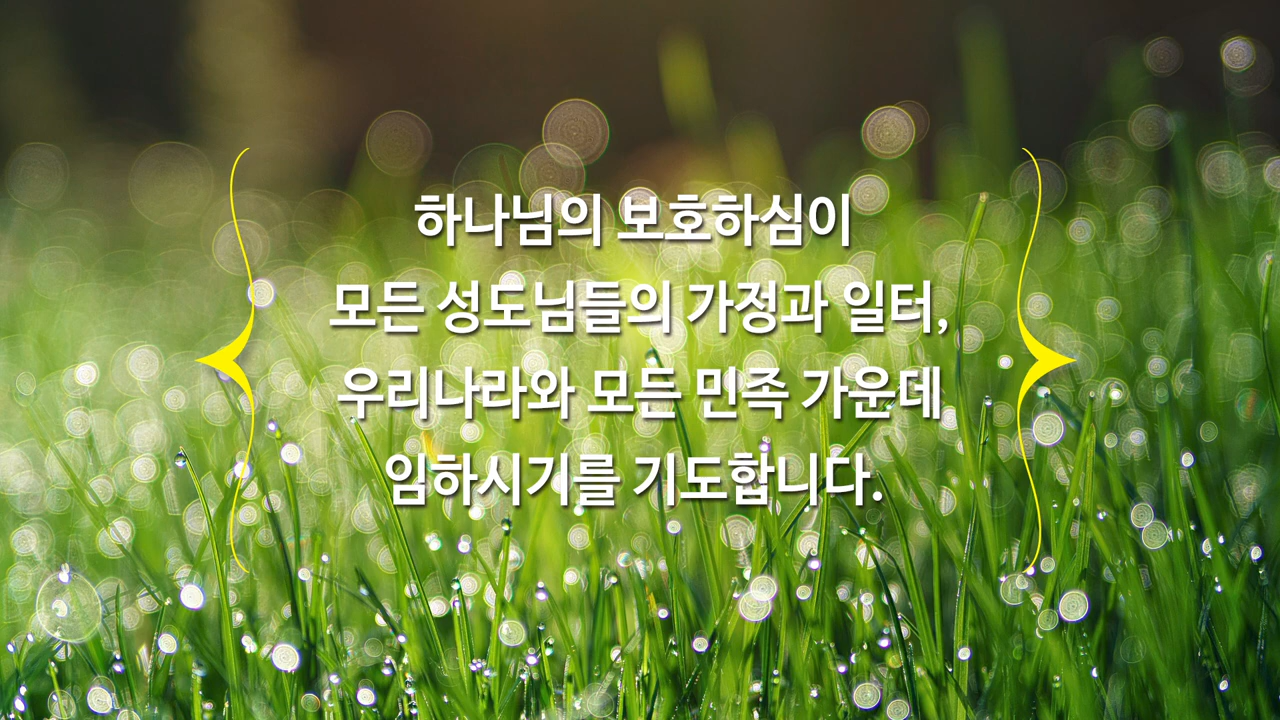 하나님의 보호하심이
모든 성도님들의 가정과 일터,
우리나라와 모든 민족 가운데
임하시기를 기도합니다.